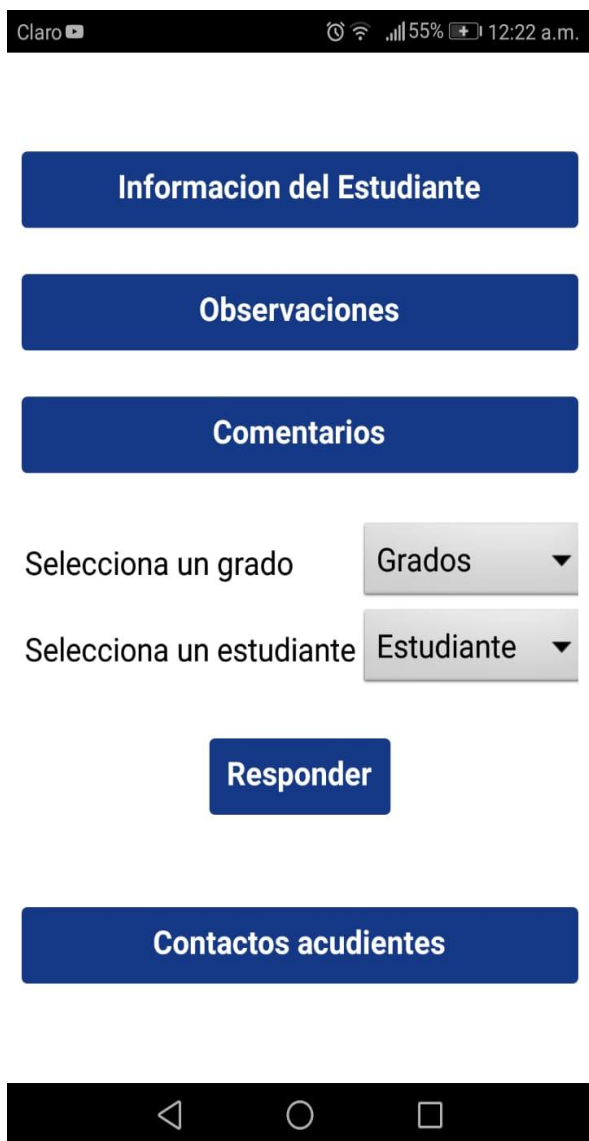 Claro 55% 12:22 a.m.
Informacion del Estudiante
Observaciones
Comentarios
Selecciona un grado Grados
Selecciona un estudiante Estudiante
Responder
Contactos acudientes